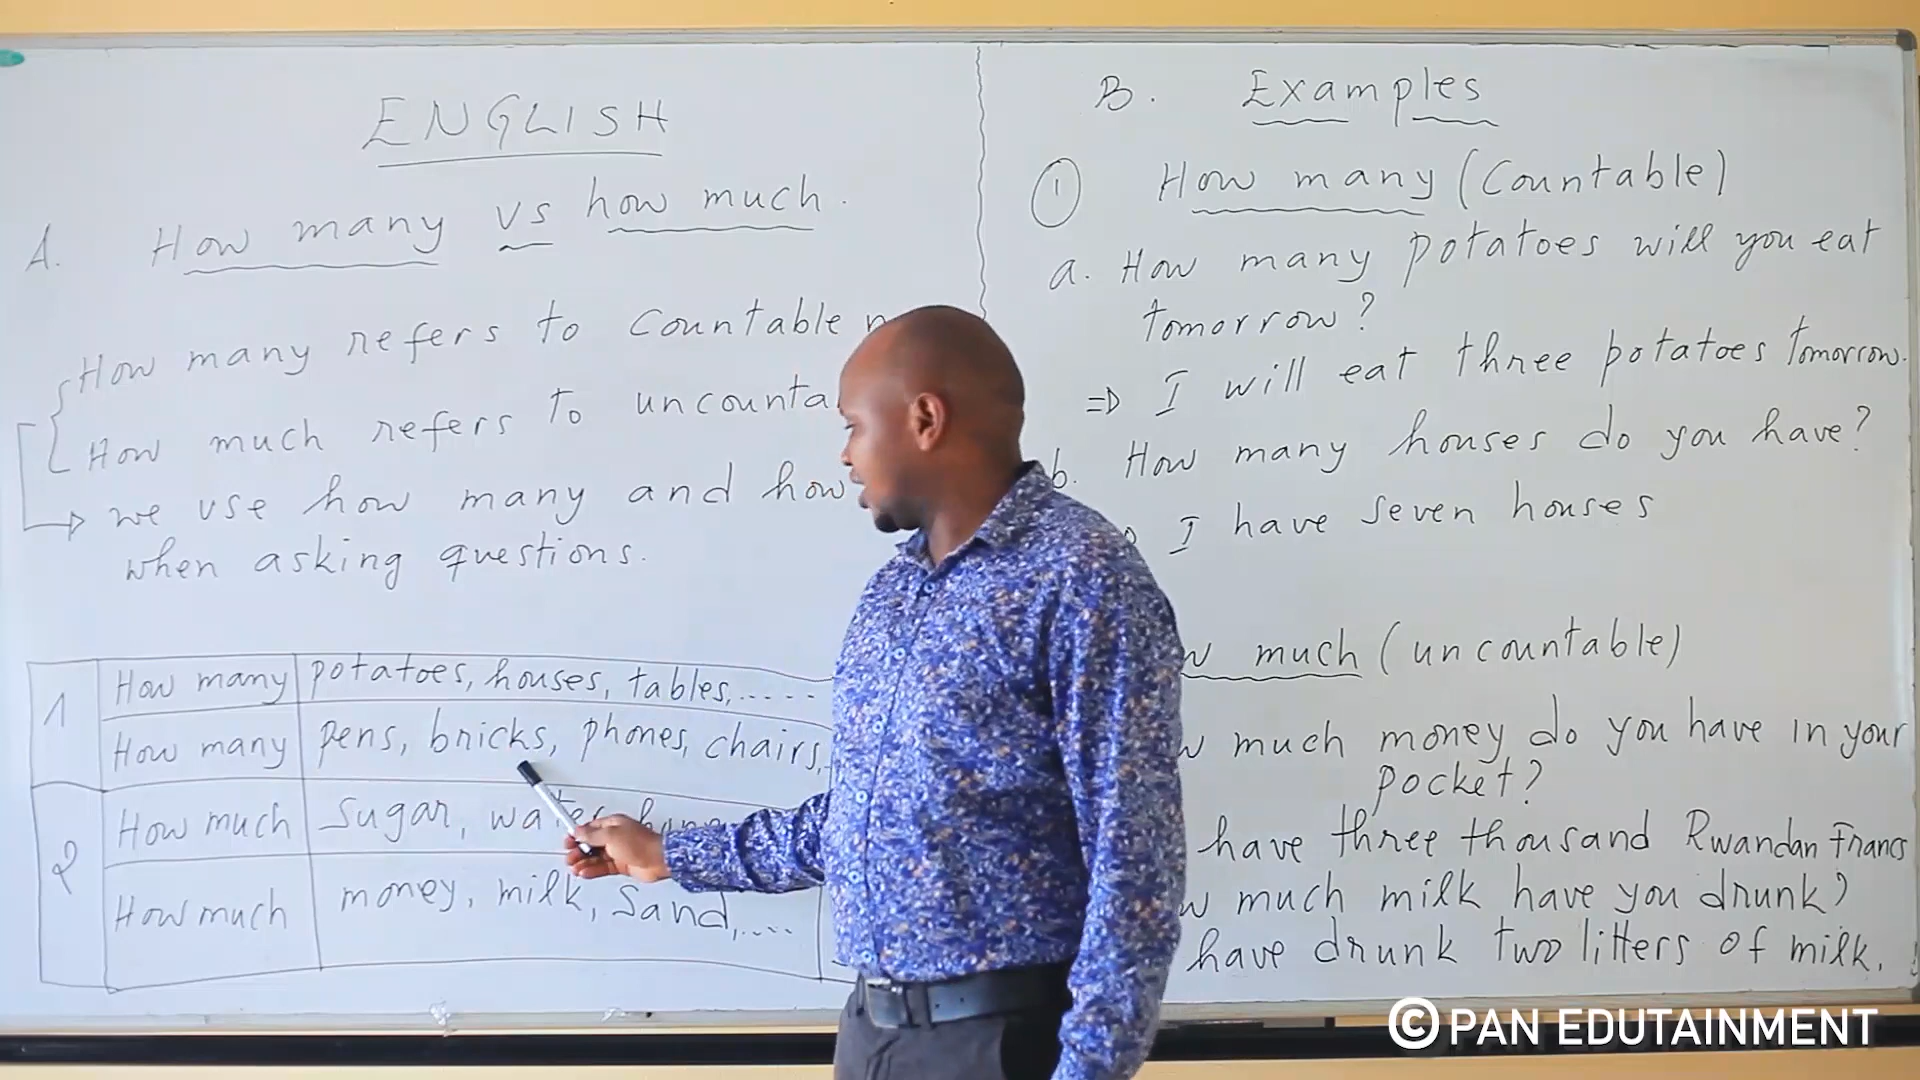 ENGLISH
A. How many vs how much.
How many refers to Countable
How much refers to
we use how many and how
when asking questions.
1 How many potatoes, houses, tables, .....
How many pens, bricks, phones, chairs,
2 How much Sugar, water,
How much money, milk, Sand, ....
B. Examples
1 How many (Countable)
a. How many potatoes will you eat
tomorrow?
⇒ I will eat three potatoes tomorrow.
b. How many houses do you have?
I have seven houses
much (uncountable)
much money do you have in your
pocket?
have three thousand Rwandan Francs
much milk have you drunk?
have drunk two litters of milk.
© PAN EDUTAINMENT